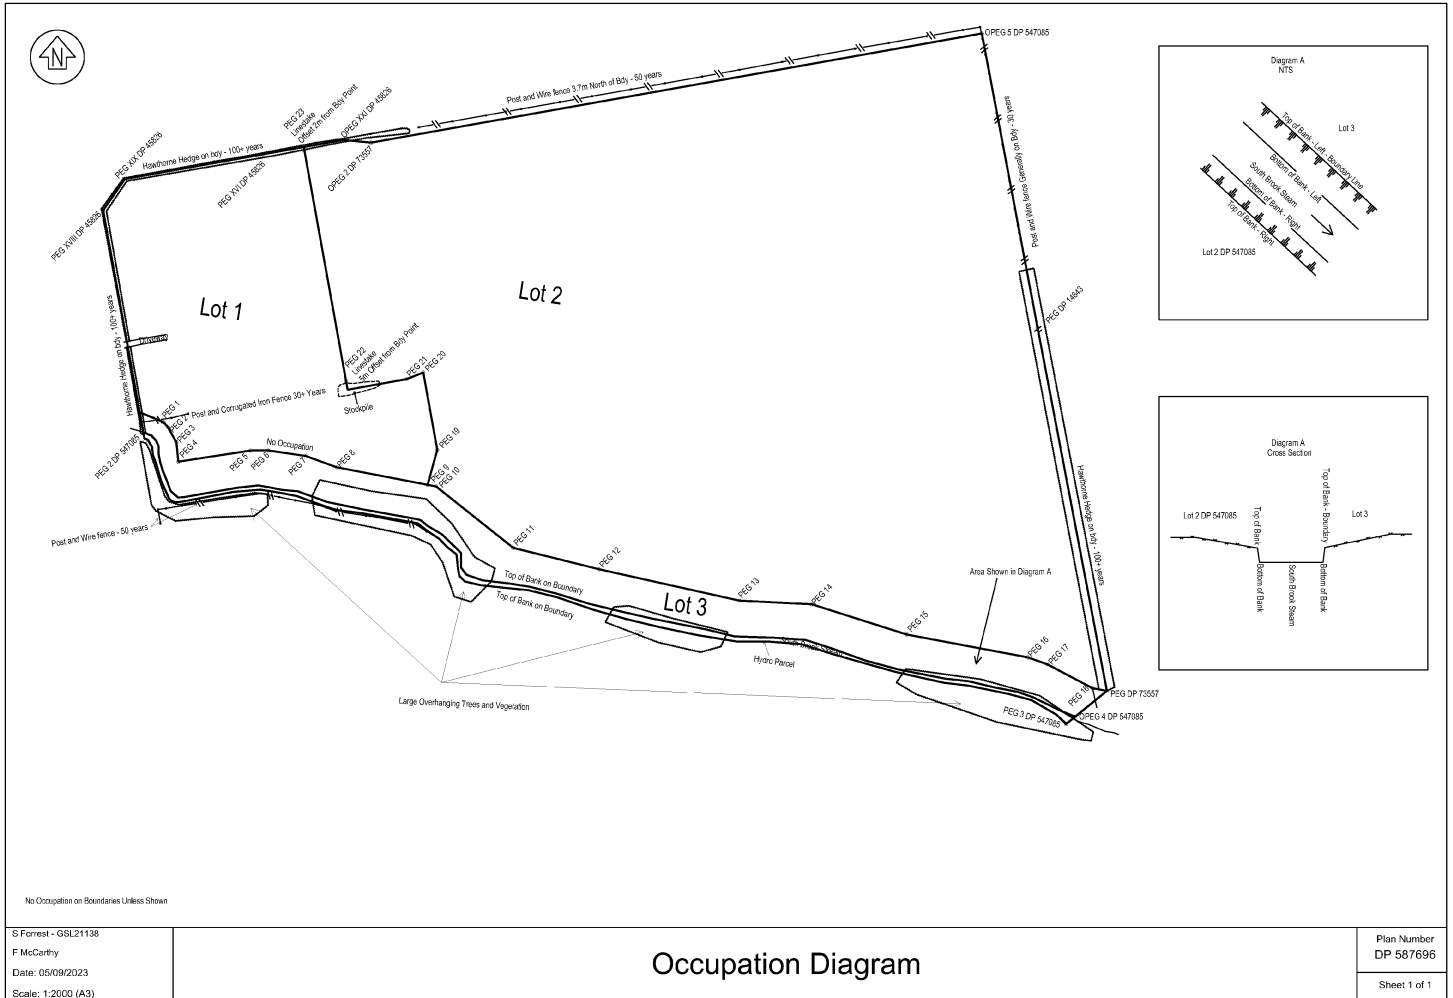 N
OPEG 5 DP 547085
Post and Wire fence 3.7m North of Bdy - 50 years
PEG 23
Linestake
Offset 2m from Bdy Point
OPEG XXI DP 45826
PEG XIX DP 45826
Hawthorne Hedge on bdy - 100+ years
PEG XVI DP 45826
OPEG 2 DP 73557
PEG XVIII DP 45826
Post and Wire fence Generally on Bdy - 30 years
Lot 1
Lot 2
PEG DP 14643
Hawthorne Hedge on bdy - 100+ years
Driveway
PEG 22
Linestake
5m Offset from Bdy Point
PEG 21
PEG 20
Stockpile
Post and Corrugated Iron Fence 30+ Years
PEG 1
PEG 2
PEG 3
PEG 4
PEG 2 DP 547085
No Occupation
PEG 5
PEG 6
PEG 7
PEG 8
PEG 19
PEG 9
PEG 10
Hawthorne Hedge on bdy - 100+ years
Post and Wire fence - 50 years
PEG 11
PEG 12
Top of Bank on Boundary
Top of Bank on Boundary
Lot 3
PEG 13
PEG 14
Area Shown in Diagram A
PEG 15
PEG 16
PEG 17
PEG 18
Hydro Parcel
PEG DP 73557
OPEG 4 DP 547085
PEG 3 DP 547085
Large Overhanging Trees and Vegetation
Diagram A
NTS
Lot 3
Top of Bank - Left - Boundary Line
Bottom of Bank - Left
South Brook Steam
Bottom of Bank - Right
Top of Bank - Right
Lot 2 DP 547085
Diagram A
Cross Section
Lot 2 DP 547085
Top of Bank
Top of Bank - Boundary
Lot 3
Bottom of Bank
South Brook Steam
Bottom of Bank
No Occupation on Boundaries Unless Shown
S Forrest - GSL21138
F McCarthy
Date: 05/09/2023
Scale: 1:2000 (A3)
Occupation Diagram
Plan Number
DP 587696
Sheet 1 of 1